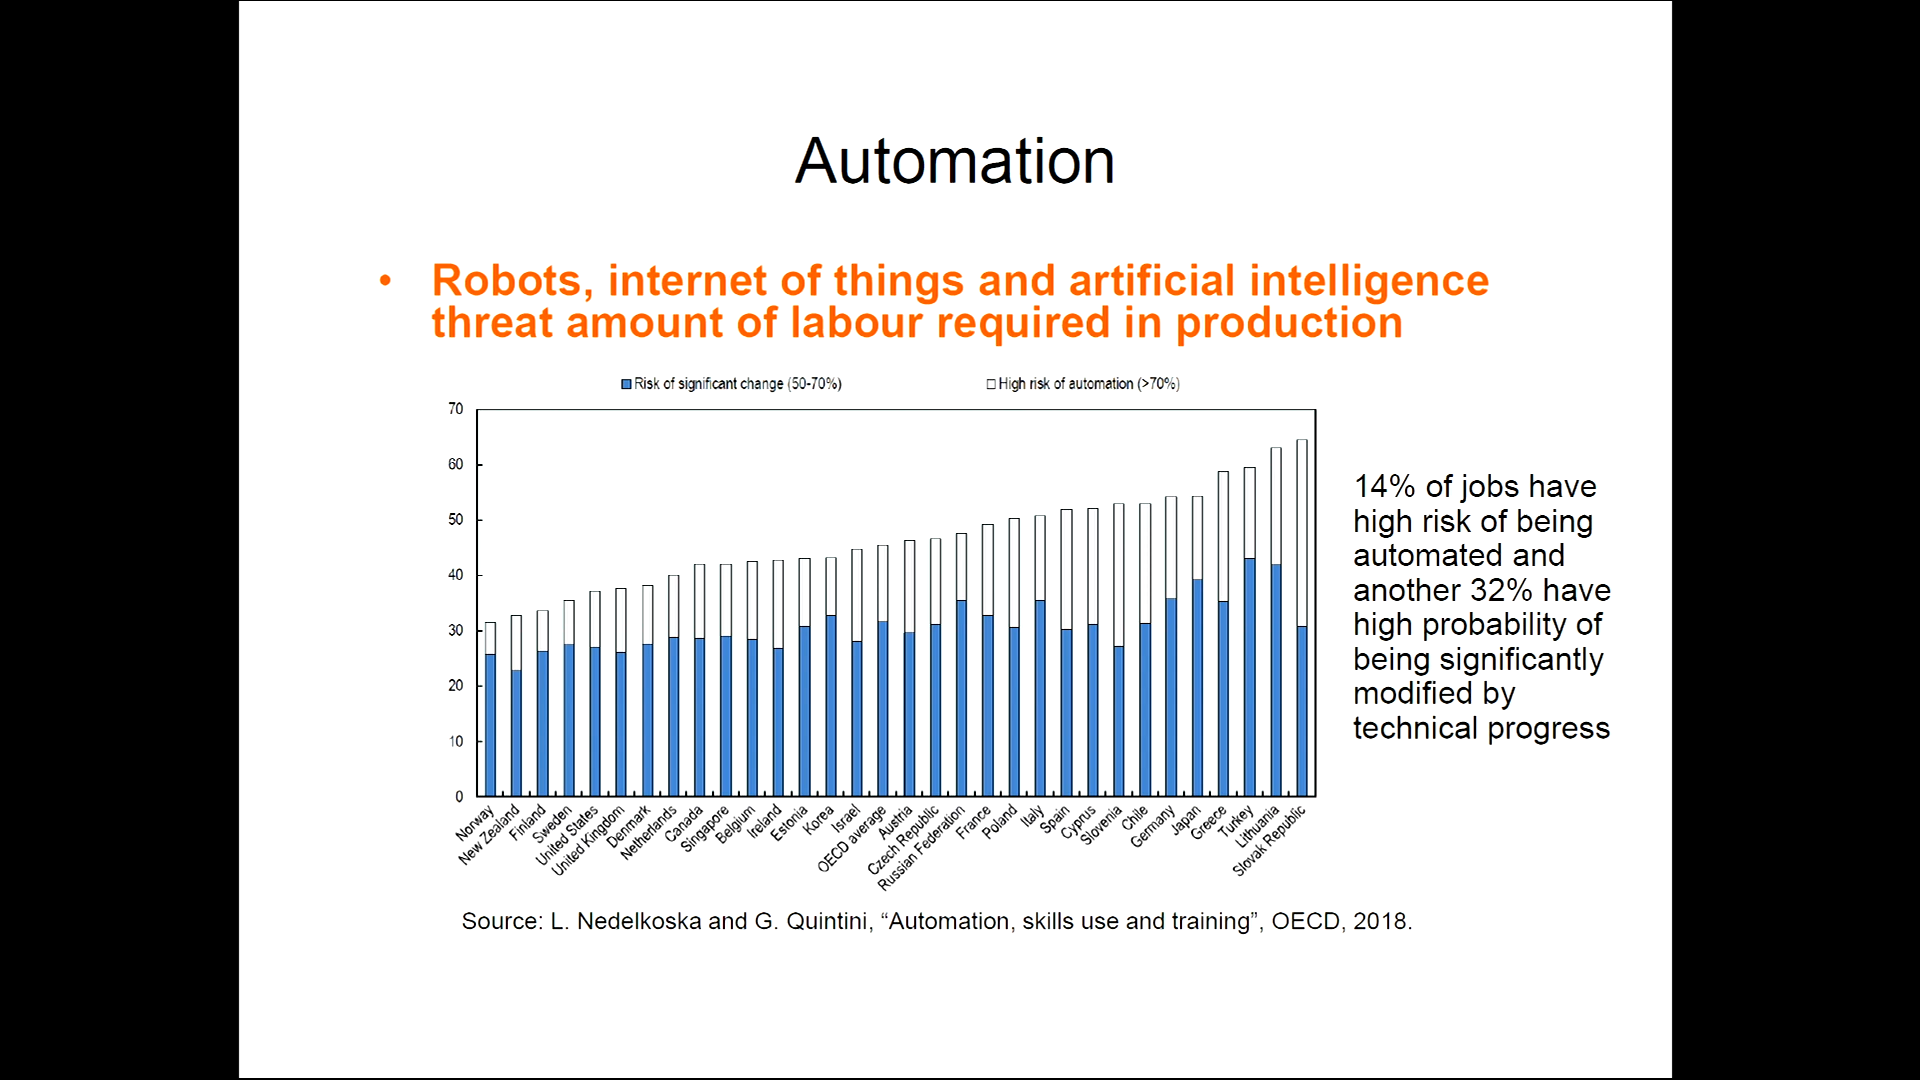 Automation
• Robots, internet of things and artificial intelligence
threat amount of labour required in production
Risk of significant change (50-70%)
High risk of automation (>70%)
70
60
50
40
30
20
10
0
Norway
New Zealand
Finland
Sweden
United States
United Kingdom
Denmark
Netherlands
Canada
Singapore
Belgium
Ireland
Estonia
Korea
Israel
OECD average
Austria
Czech Republic
Russian Federation
France
Poland
Italy
Spain
Cyprus
Slovenia
Chile
Germany
Japan
Greece
Turkey
Lithuania
Slovak Republic
14% of jobs have
high risk of being
automated and
another 32% have
high probability of
being significantly
modified by
technical progress
Source: L. Nedelkoska and G. Quintini, “Automation, skills use and training”, OECD, 2018.